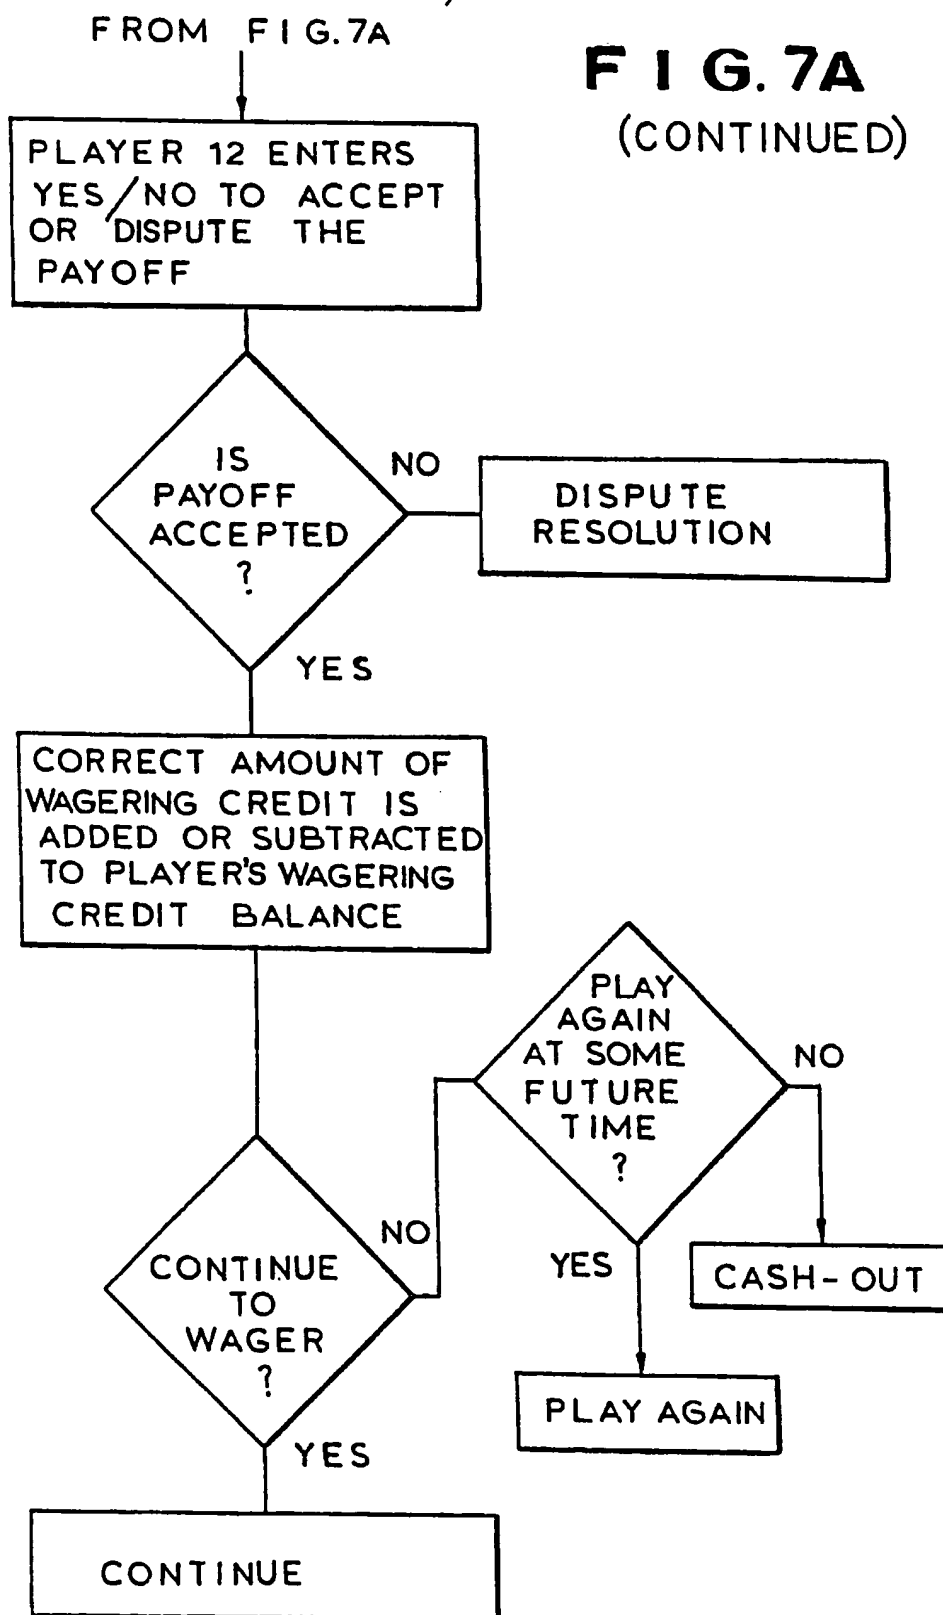 FROM FIG.7A
FIG.7A
(CONTINUED)
PLAYER 12 ENTERS
YES/NO TO ACCEPT
OR DISPUTE THE
PAYOFF
IS
PAYOFF
ACCEPTED
?
NO
DISPUTE
RESOLUTION
YES
CORRECT AMOUNT OF
WAGERING CREDIT IS
ADDED OR SUBTRACTED
TO PLAYER'S WAGERING
CREDIT BALANCE
PLAY
AGAIN
AT SOME
FUTURE
TIME
?
NO
CASH-OUT
YES
PLAY AGAIN
CONTINUE
TO
WAGER
?
NO
YES
CONTINUE